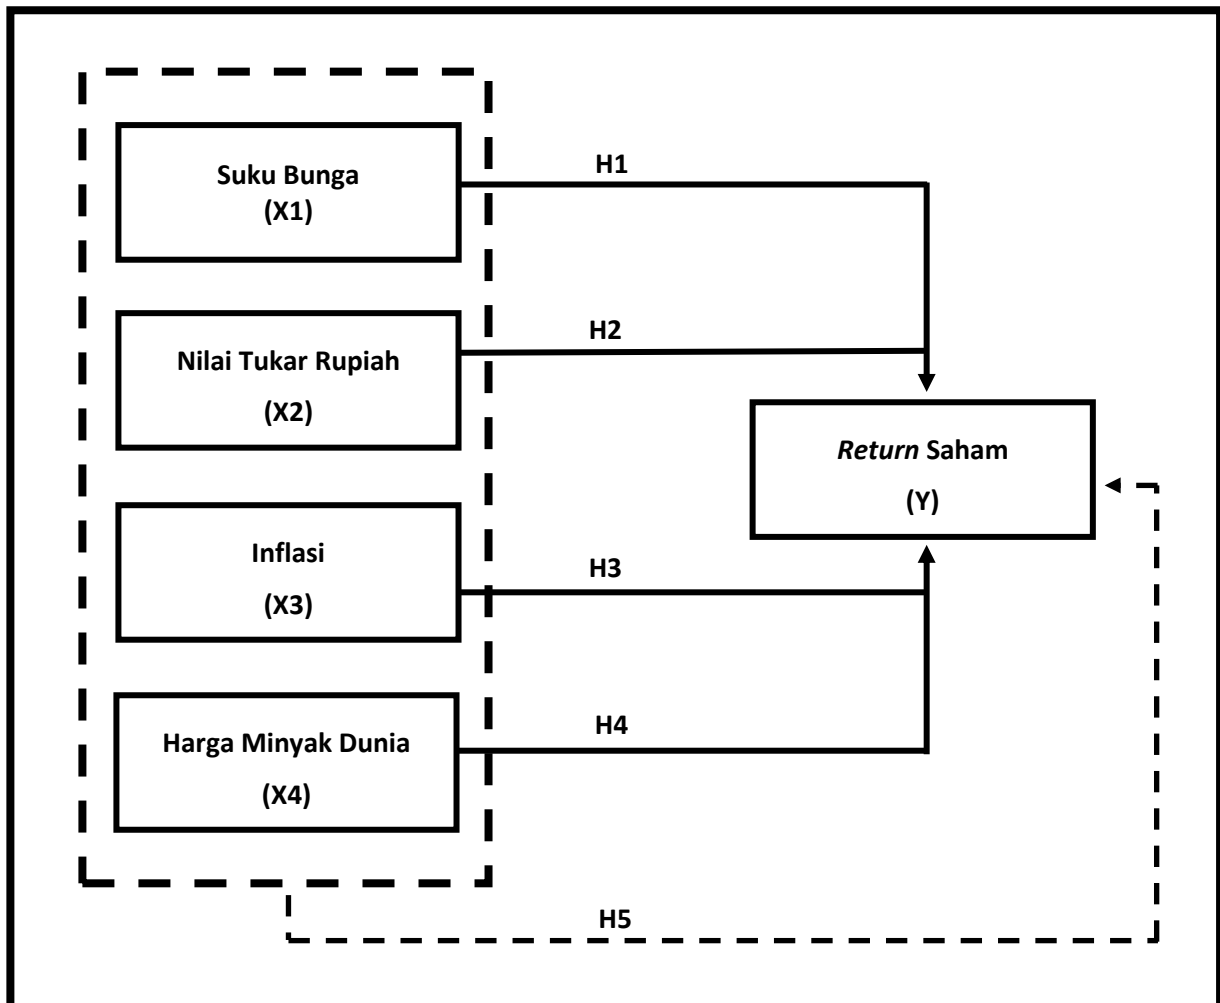 Suku Bunga
(X1)
H1
Nilai Tukar Rupiah
(X2)
H2
Return Saham
(Y)
Inflasi
(X3)
H3
Harga Minyak Dunia
(X4)
H4
H5